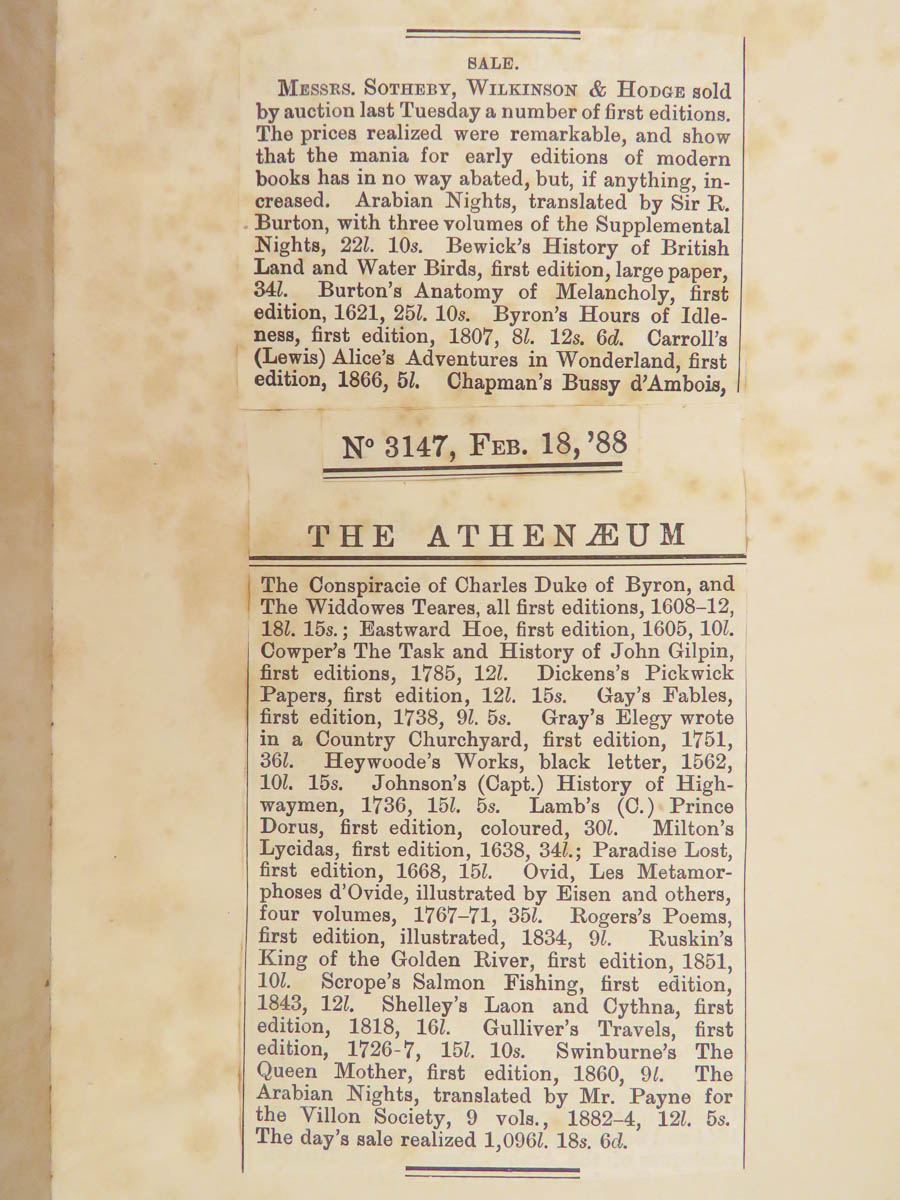 SALE.
MESSRS. SOTHEBY, WILKINSON & HODGE sold
by auction last Tuesday a number of first editions.
The prices realized were remarkable, and show
that the mania for early editions of modern
books has in no way abated, but, if anything, in-
creased. Arabian Nights, translated by Sir R.
Burton, with three volumes of the Supplemental
Nights, 22l. 10s. Bewick's History of British
Land and Water Birds, first edition, large paper,
34l. Burton's Anatomy of Melancholy, first
edition, 1621, 25l. 10s. Byron's Hours of Idle-
ness, first edition, 1807, 8l. 12s. 6d. Carroll's
(Lewis) Alice's Adventures in Wonderland, first
edition, 1866, 5l. Chapman's Bussy d'Ambois,
Nº 3147, FEB. 18, '88
THE ATHENÆUM
The Conspiracie of Charles Duke of Byron, and
The Widdowes Teares, all first editions, 1608–12,
18l. 15s.; Eastward Hoe, first edition, 1605, 10l.
Cowper's The Task and History of John Gilpin,
first editions, 1785, 12l. Dickens's Pickwick
Papers, first edition, 12l. 15s. Gay's Fables,
first edition, 1738, 9l. 5s. Gray's Elegy wrote
in a Country Churchyard, first edition, 1751,
36l. Heywoode's Works, black letter, 1562,
10l. 15s. Johnson's (Capt.) History of High-
waymen, 1736, 15l. 5s. Lamb's (C.) Prince
Dorus, first edition, coloured, 30l. Milton's
Lycidas, first edition, 1638, 34l.; Paradise Lost,
first edition, 1668, 15l. Ovid, Les Metamor-
phoses d'Ovide, illustrated by Eisen and others,
four volumes, 1767–71, 35l. Rogers's Poems,
first edition, illustrated, 1834, 9l. Ruskin's
King of the Golden River, first edition, 1851,
10l. Scrope's Salmon Fishing, first edition,
1843, 12l. Shelley's Laon and Cythna, first
edition, 1818, 16l. Gulliver's Travels, first
edition, 1726-7, 15l. 10s. Swinburne's The
Queen Mother, first edition, 1860, 9l. The
Arabian Nights, translated by Mr. Payne for
the Villon Society, 9 vols., 1882–4, 12l. 5s.
The day's sale realized 1,096l. 18s. 6d.